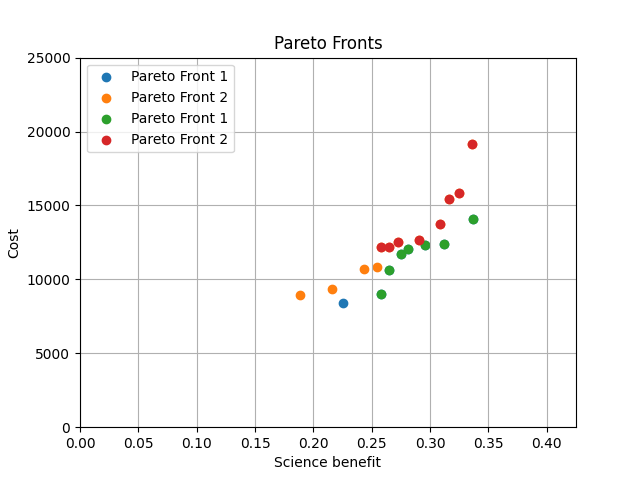 Pareto Fronts
25000
20000
15000
10000
5000
0
Cost
Pareto Front 1
Pareto Front 2
Pareto Front 1
Pareto Front 2
0.00 0.05 0.10 0.15 0.20 0.25 0.30 0.35 0.40
Science benefit